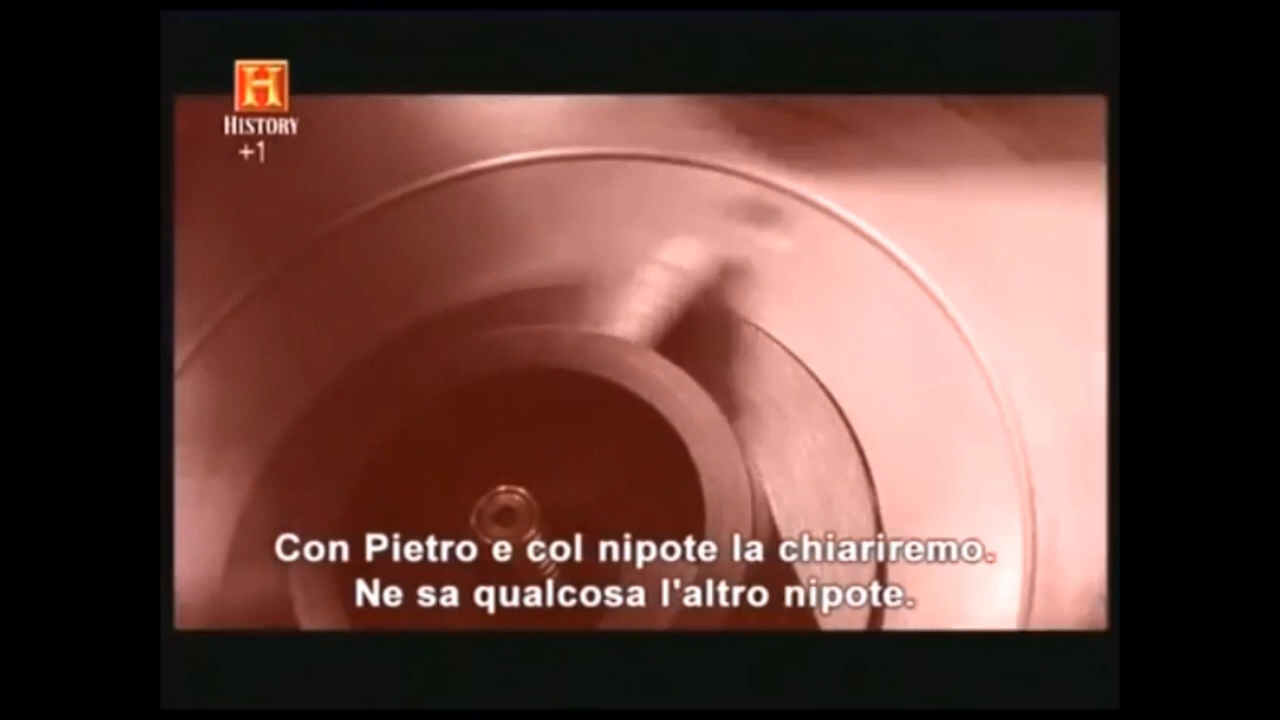 H
HISTORY
+1
Con Pietro e col nipote la chiariremo.
Ne sa qualcosa l'altro nipote.